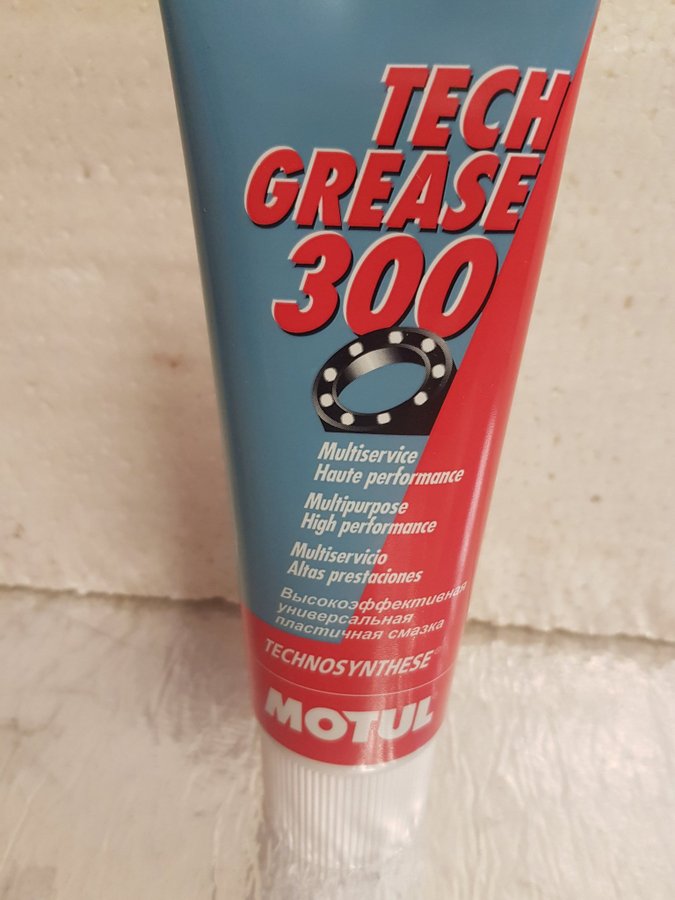 TECH
GREASE
300
Multiservice
Haute performance
Multipurpose
High performance
Multiservicio
Altas prestaciones
Высокоэффективная
универсальная
пластичная смазка
TECHNOSYNTHESE®
MOTUL